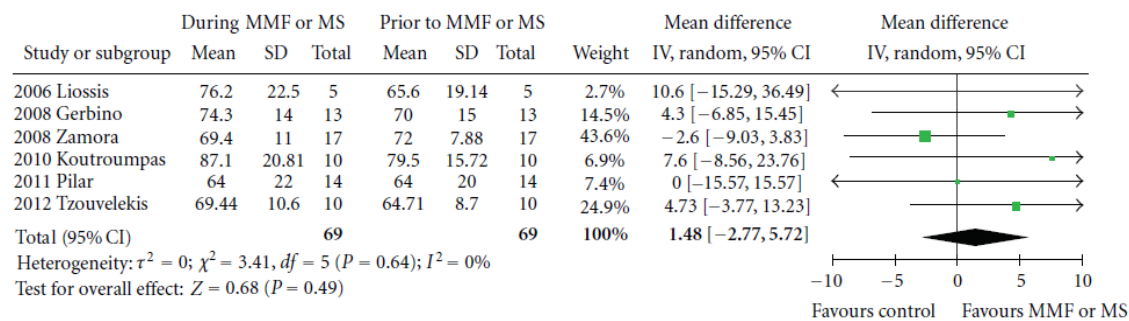 During MMF or MS Prior to MMF or MS Mean difference Mean difference
Study or subgroup Mean SD Total Mean SD Total Weight IV, random, 95% CI IV, random, 95% CI
2006 Liossis 76.2 22.5 5 65.6 19.14 5 2.7% 10.6 [−15.29, 36.49]
2008 Gerbino 74.3 14 13 70 15 13 14.5% 4.3 [−6.85, 15.45]
2008 Zamora 69.4 11 17 72 7.88 17 43.6% −2.6 [−9.03, 3.83]
2010 Koutroumpas 87.1 20.81 10 79.5 15.72 10 6.9% 7.6 [−8.56, 23.76]
2011 Pilar 64 22 14 64 20 14 7.4% 0 [−15.57, 15.57]
2012 Tzouvelekis 69.44 10.6 10 64.71 8.7 10 24.9% 4.73 [−3.77, 13.23]
Total (95% CI) 69 69 100% 1.48 [−2.77, 5.72]
Heterogeneity: τ² = 0; χ² = 3.41, df = 5 (P = 0.64); I² = 0%
Test for overall effect: Z = 0.68 (P = 0.49)
−10 −5 0 5 10
Favours control Favours MMF or MS